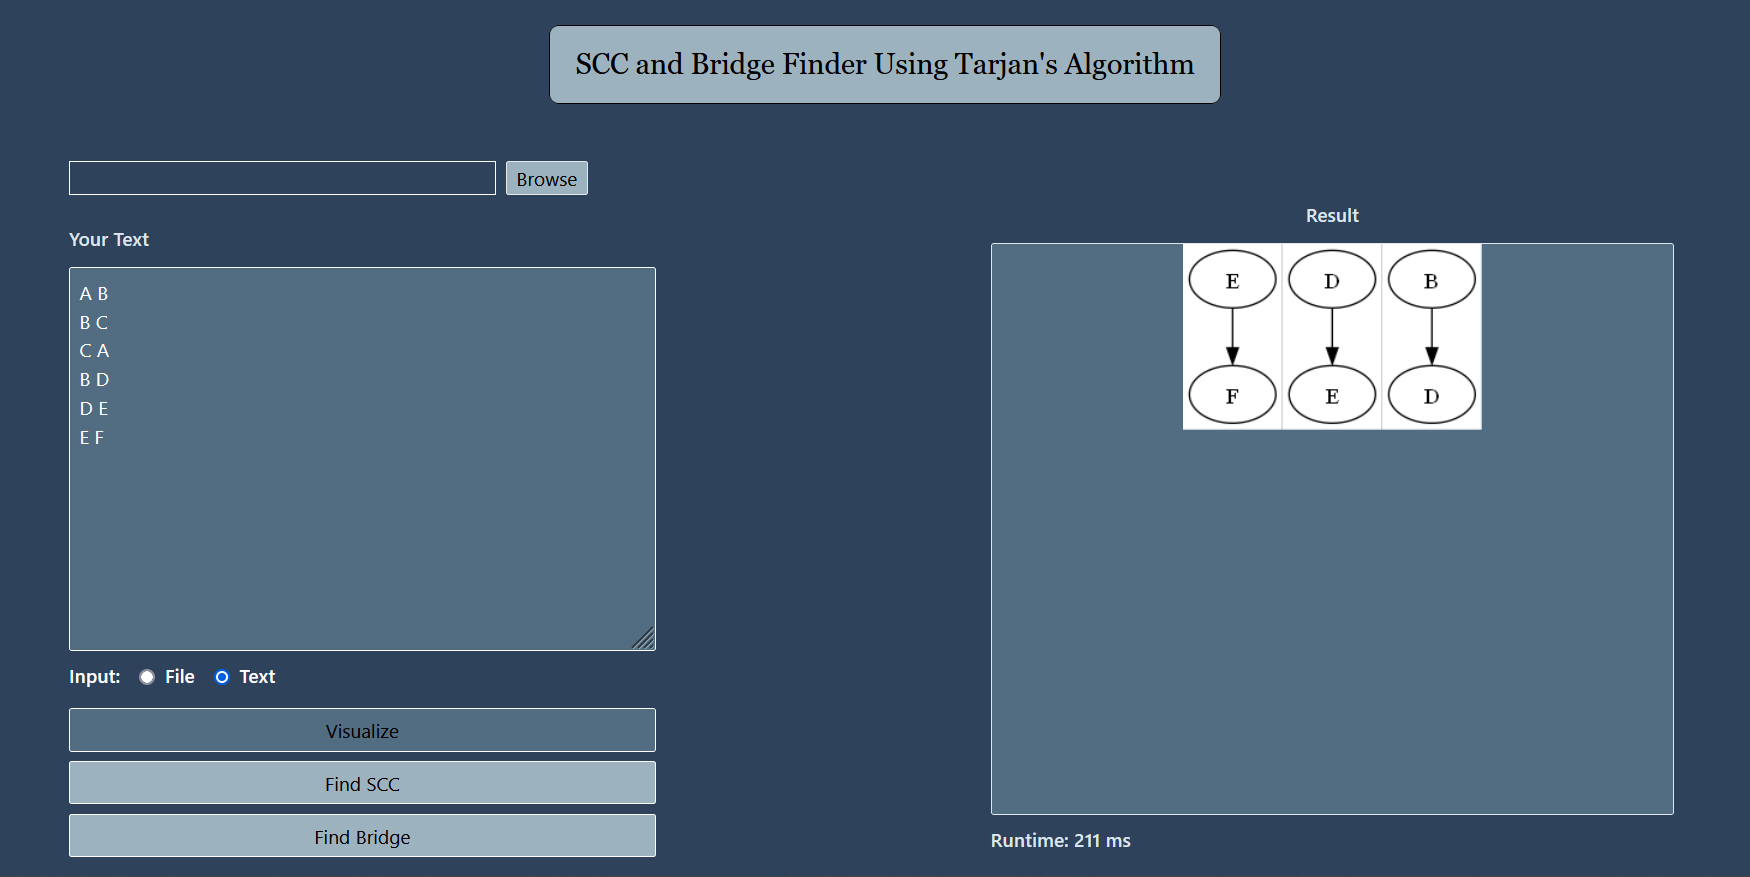 SCC and Bridge Finder Using Tarjan's Algorithm
Browse
Your Text
A B
B C
C A
B D
D E
E F
Input: File Text
Visualize
Find SCC
Find Bridge
Result
E D B
F E D
Runtime: 211 ms